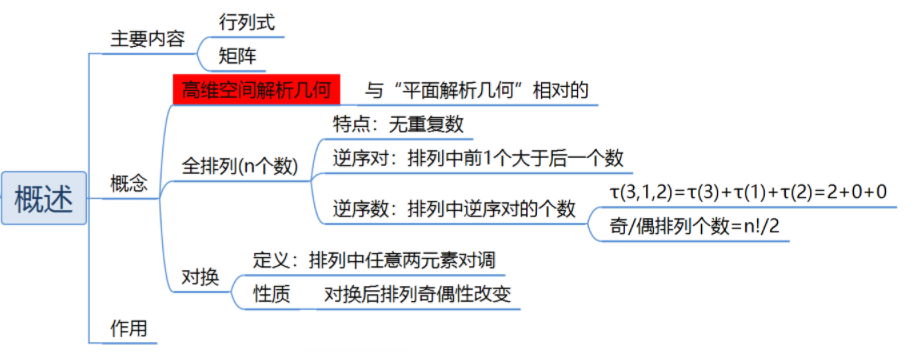 概述
主要内容
行列式
矩阵
概念
高维空间解析几何
与“平面解析几何”相对的
全排列(n个数)
特点：无重复数
逆序对：排列中前1个大于后一个数
逆序数：排列中逆序对的个数
τ(3,1,2)=τ(3)+τ(1)+τ(2)=2+0+0
奇/偶排列个数=n!/2
对换
定义：排列中任意两元素对调
性质
对换后排列奇偶性改变
作用